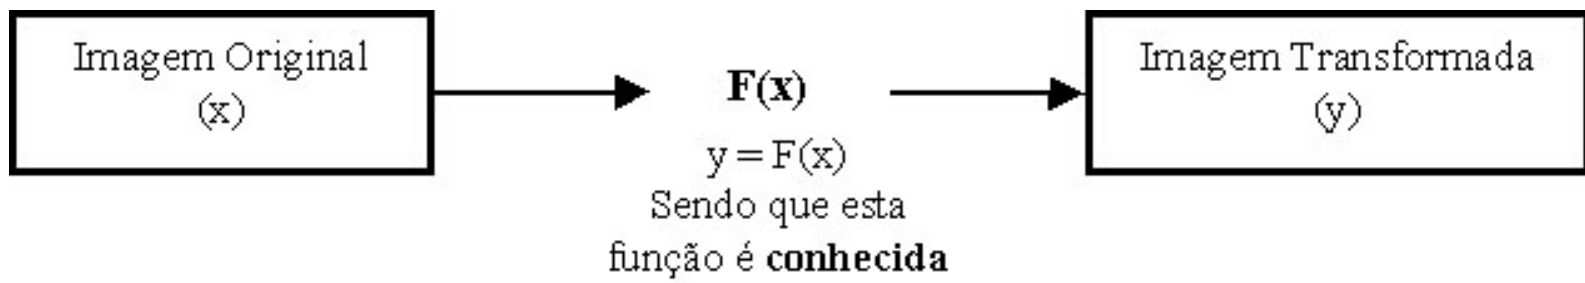 Imagem Original
(x)
F(x)
y = F(x)
Sendo que esta
função é conhecida
Imagem Transformada
(y)